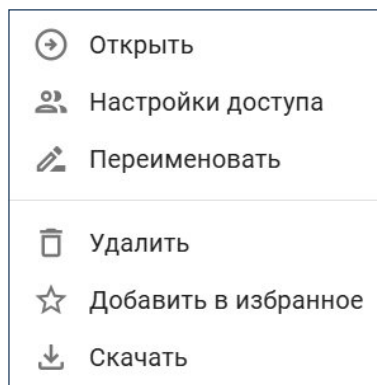 Открыть
Настройки доступа
Переименовать
Удалить
Добавить в избранное
Скачать